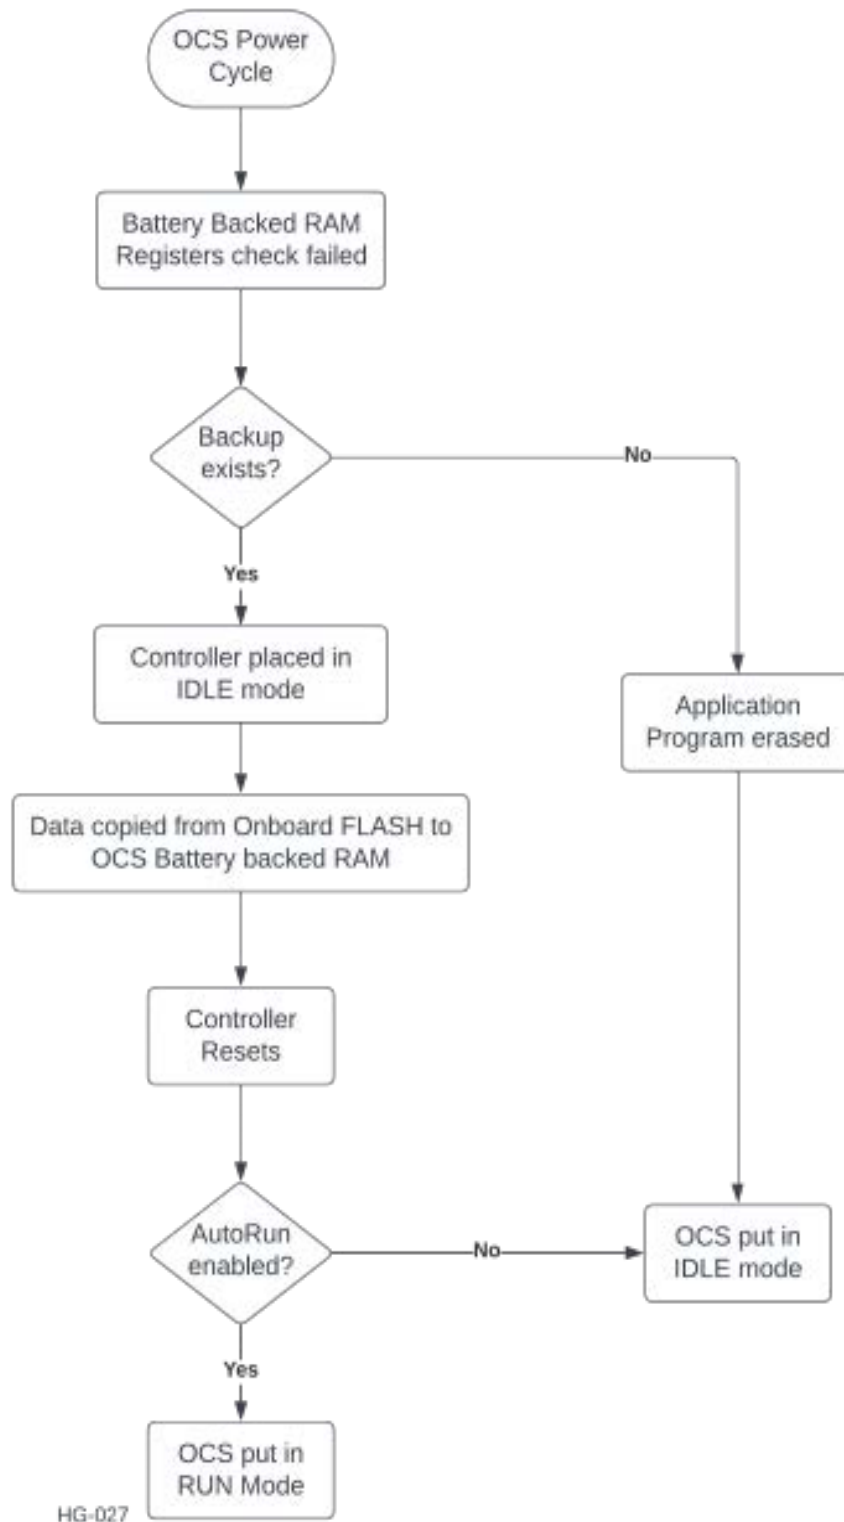 OCS Power
Cycle
Battery Backed RAM
Registers check failed
Backup
exists?
No
Yes
Controller placed in
IDLE mode
Application
Program erased
Data copied from Onboard FLASH to
OCS Battery backed RAM
Controller
Resets
AutoRun
enabled?
No
OCS put in
IDLE mode
Yes
OCS put in
RUN Mode
HG-027